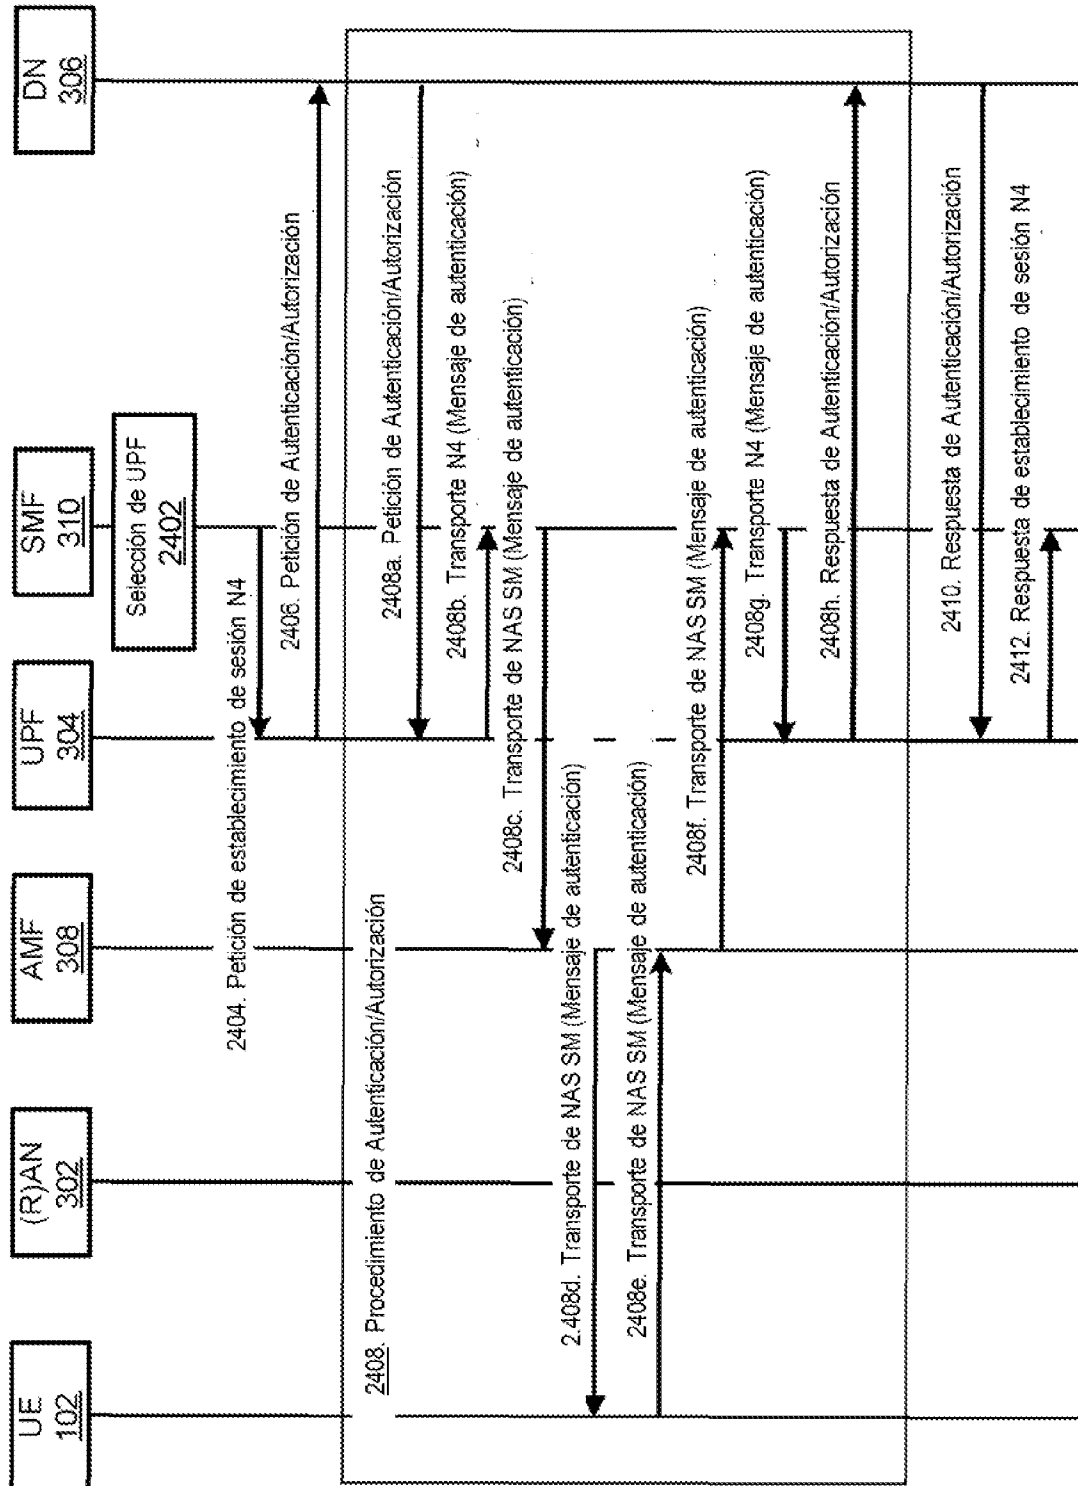 UE
102
(R)AN
302
AMF
308
UPF
304
SMF
310
DN
306
Selección de UPF
2402
2404. Petición de establecimiento de sesión N4
2406. Petición de Autenticación/Autorización
2408. Procedimiento de Autenticación/Autorización
2408a. Petición de Autenticación/Autorización
2408b. Transporte N4 (Mensaje de autenticación)
2408c. Transporte de NAS SM (Mensaje de autenticación)
2.408d. Transporte de NAS SM (Mensaje de autenticación)
2408e. Transporte de NAS SM (Mensaje de autenticación)
2408f. Transporte de NAS SM (Mensaje de autenticación)
2408g. Transporte N4 (Mensaje de autenticación)
2408h. Respuesta de Autenticación/Autorización
2410. Respuesta de Autenticación/Autorización
2412. Respuesta de establecimiento de sesión N4